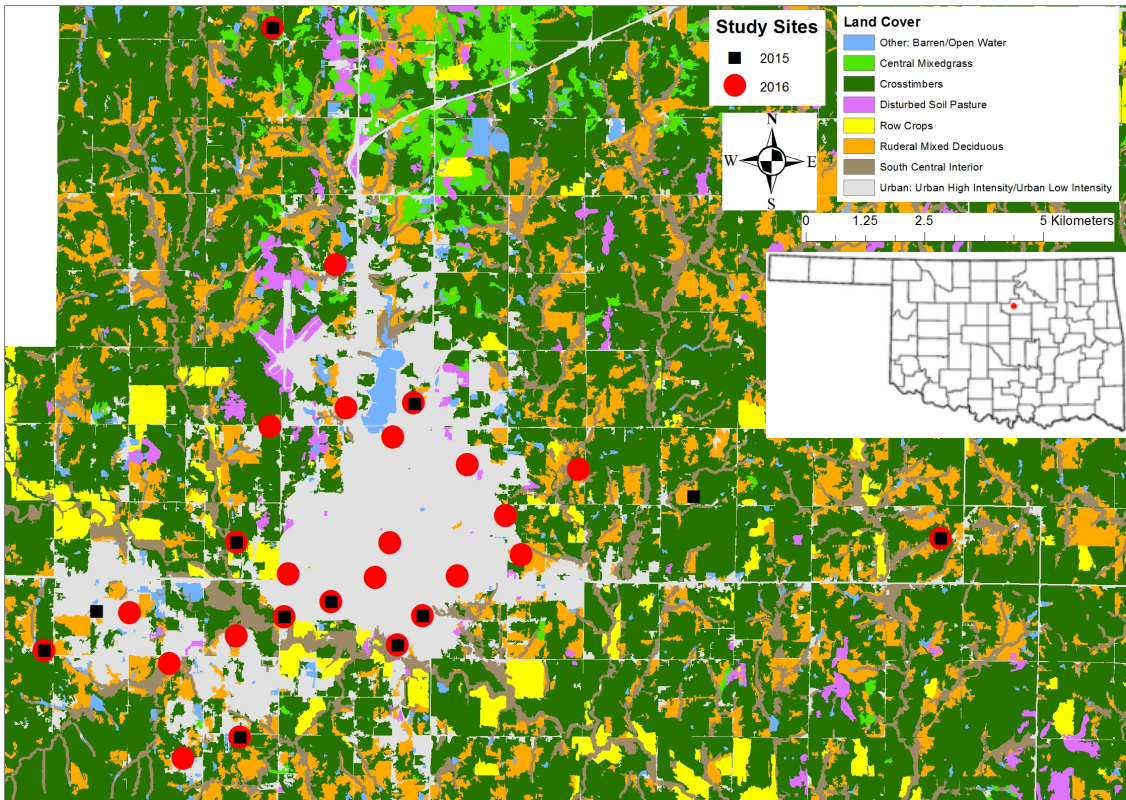 Study Sites
2015
2016
Land Cover
Other: Barren/Open Water
Central Mixedgrass
Crosstimbers
Disturbed Soil Pasture
Row Crops
Ruderal Mixed Deciduous
South Central Interior
Urban: Urban High Intensity/Urban Low Intensity
N
W E
S
0 1.25 2.5 5 Kilometers